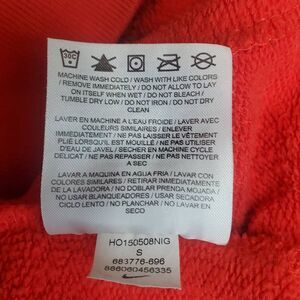 30C
MACHINE WASH COLD / WASH WITH LIKE COLORS
/ REMOVE IMMEDIATELY / DO NOT ALLOW TO LAY
ON ITSELF WHEN WET / DO NOT BLEACH /
TUMBLE DRY LOW / DO NOT IRON / DO NOT DRY
CLEAN
LAVER EN MACHINE A L'EAU FROIDE / LAVER AVEC
COULEURS SIMILAIRES / ENLEVER
IMMÉDIATEMENT / NE PAS LAISSER LE VÊTEMENT
PLIÉ LORSQU'IL EST MOUILLÉ / NE PAS UTILISER
D'EAU DE JAVEL / SECHER EN MACHINE CYCLE
DELICAT / NE PAS REPASSER / NE PAS NETTOYER
A SEC
LAVAR A MAQUINA EN AGUA FRIA / LAVAR CON
COLORES SIMILARES / RETIRAR INMEDIATAMENTE
DE LA LAVADORA / NO DOBLAR PRENDA MOJADA /
NO USAR BLANQUEADORES / USAR SECADORA
CICLO LENTO / NO PLANCHAR / NO LAVAR EN
SECO
HO150508NIG
S
683776-696
886060456335